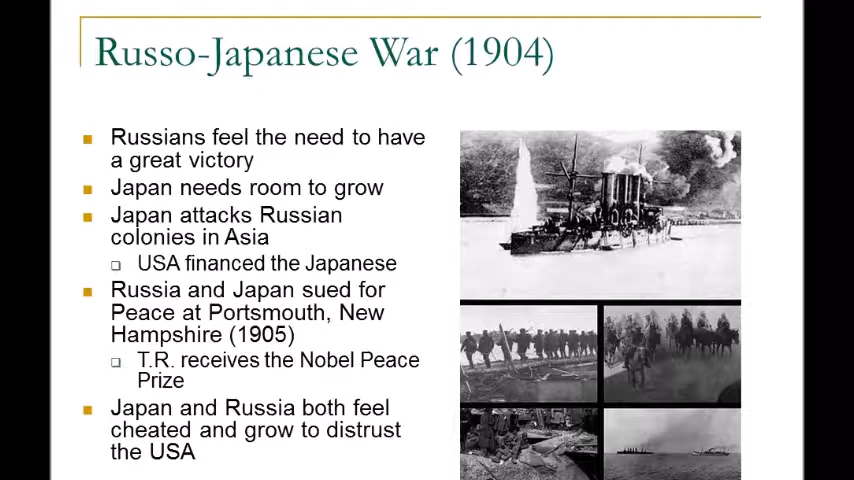 Russo-Japanese War (1904)
Russians feel the need to have
a great victory
Japan needs room to grow
Japan attacks Russian
colonies in Asia
USA financed the Japanese
Russia and Japan sued for
Peace at Portsmouth, New
Hampshire (1905)
T.R. receives the Nobel Peace
Prize
Japan and Russia both feel
cheated and grow to distrust
the USA